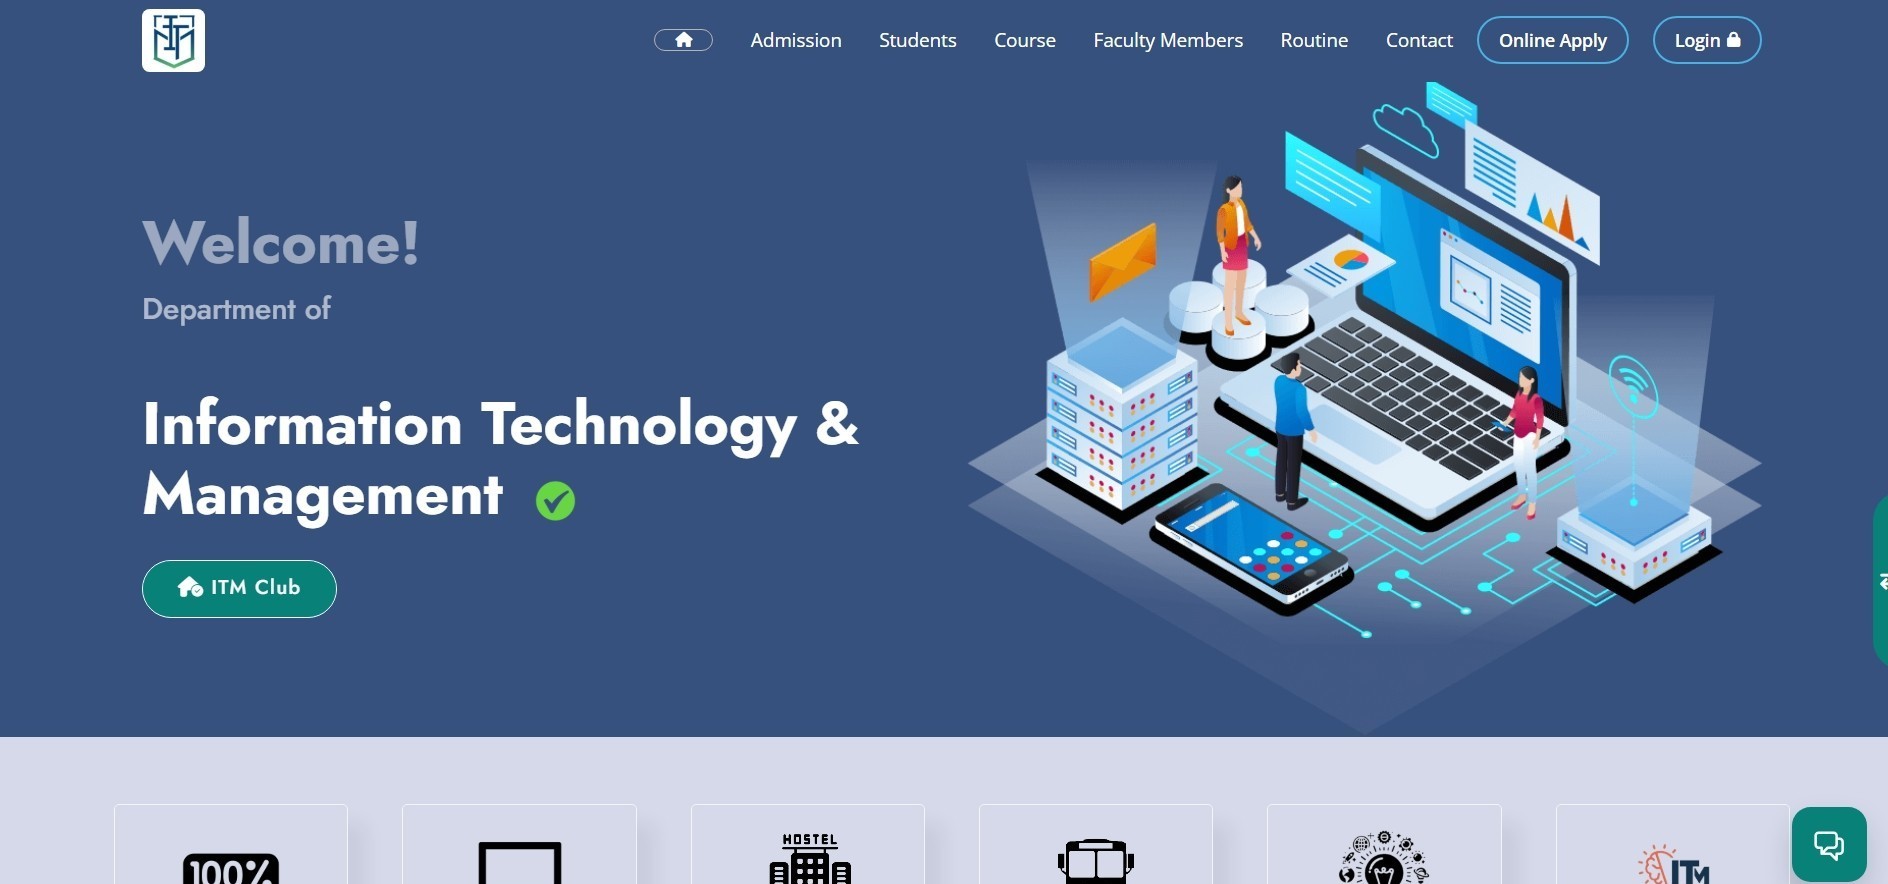 ITM
Admission Students Course Faculty Members Routine Contact Online Apply Login
Welcome!
Department of
Information Technology &
Management
ITM Club
100%
HOSTEL
ITM